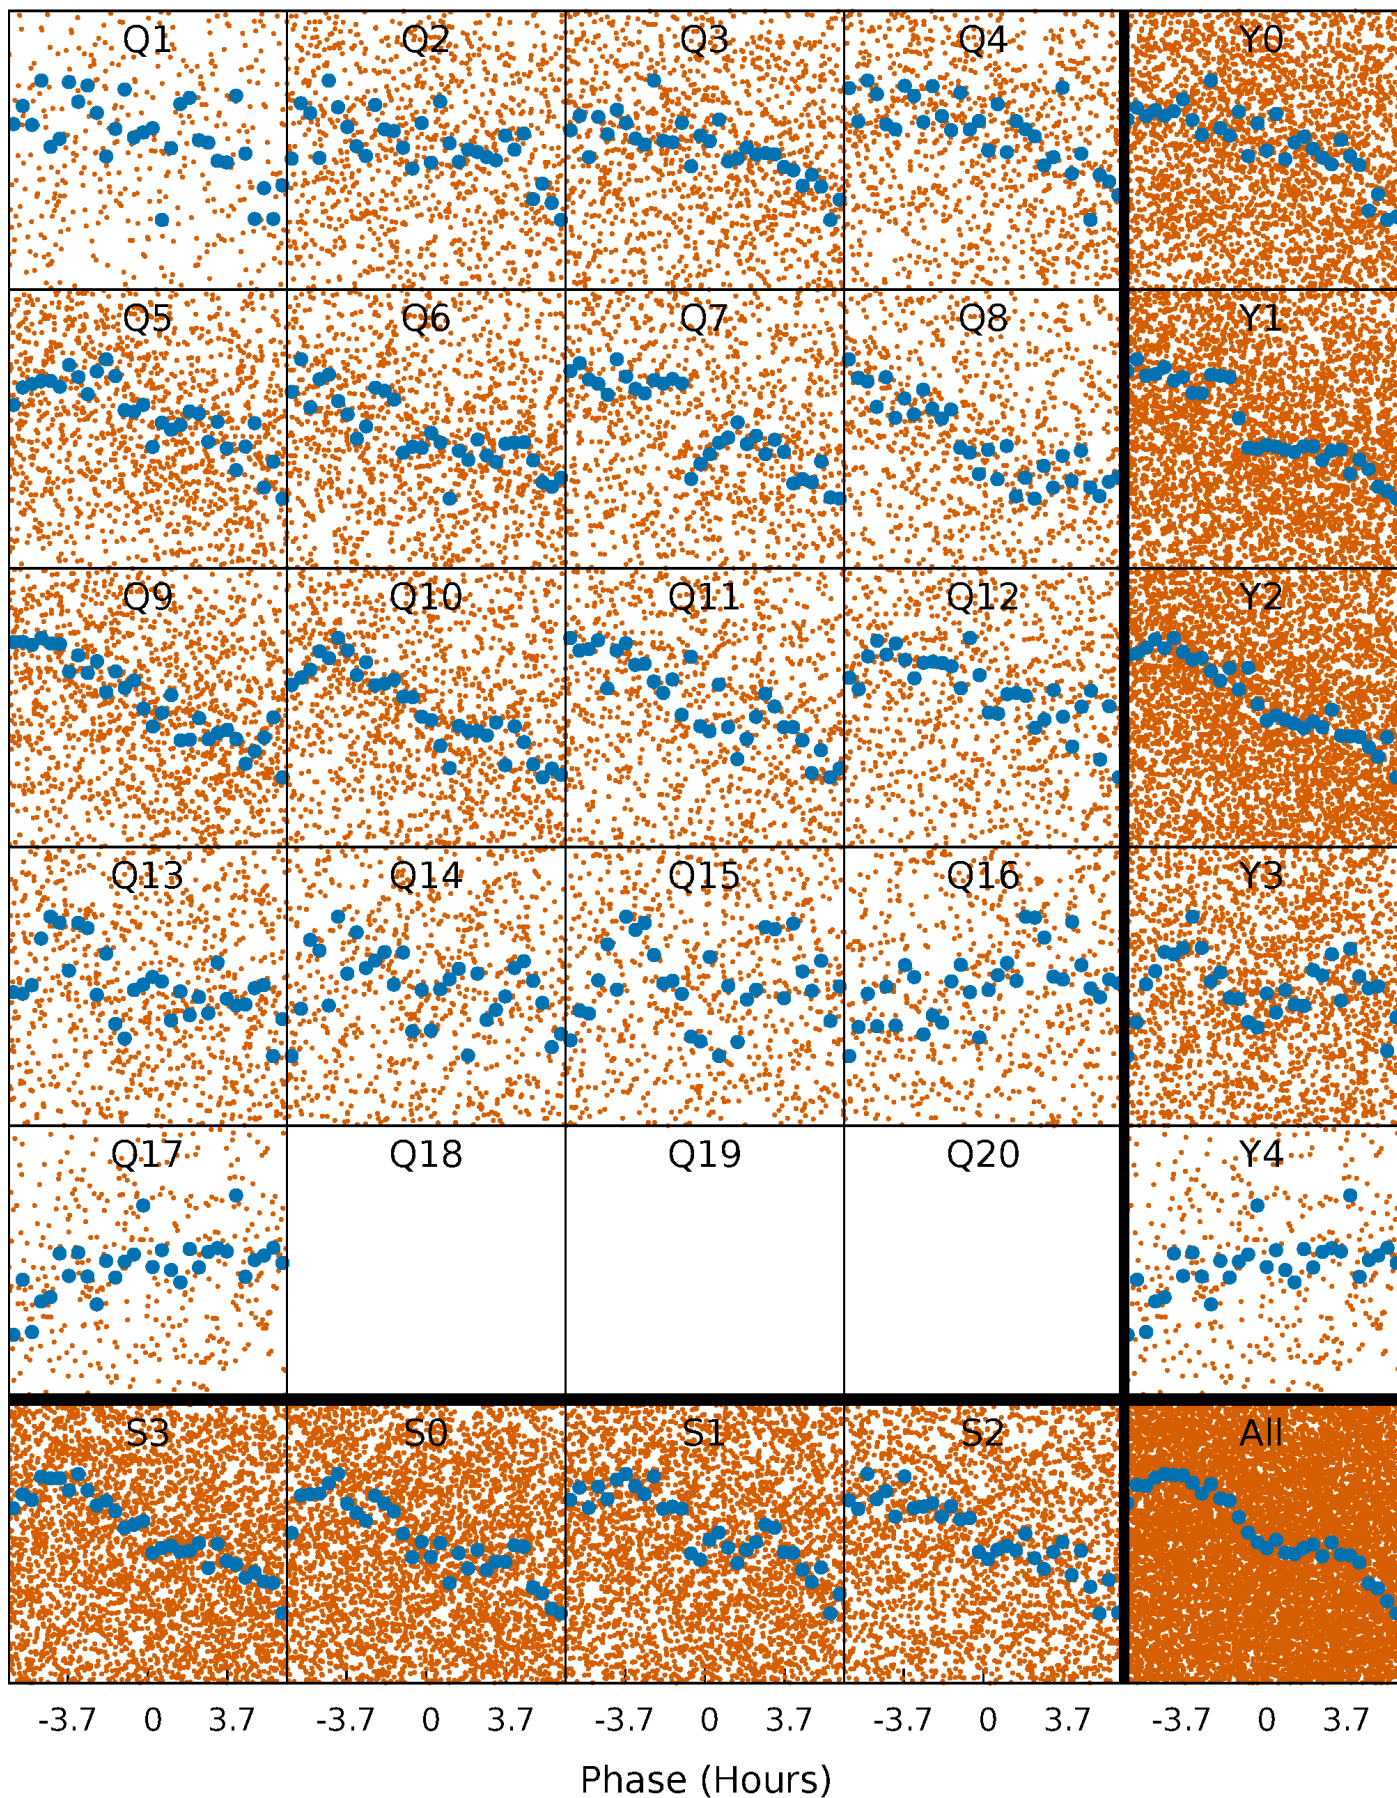 Q1 Q2 Q3 Q4 Y0
Q5 Q6 Q7 Q8 Y1
Q9 Q10 Q11 Q12 Y2
Q13 Q14 Q15 Q16 Y3
Q17 Q18 Q19 Q20 Y4
S3 S0 S1 S2 All
-3.7 0 3.7 -3.7 0 3.7 -3.7 0 3.7 -3.7 0 3.7 -3.7 0 3.7
Phase (Hours)